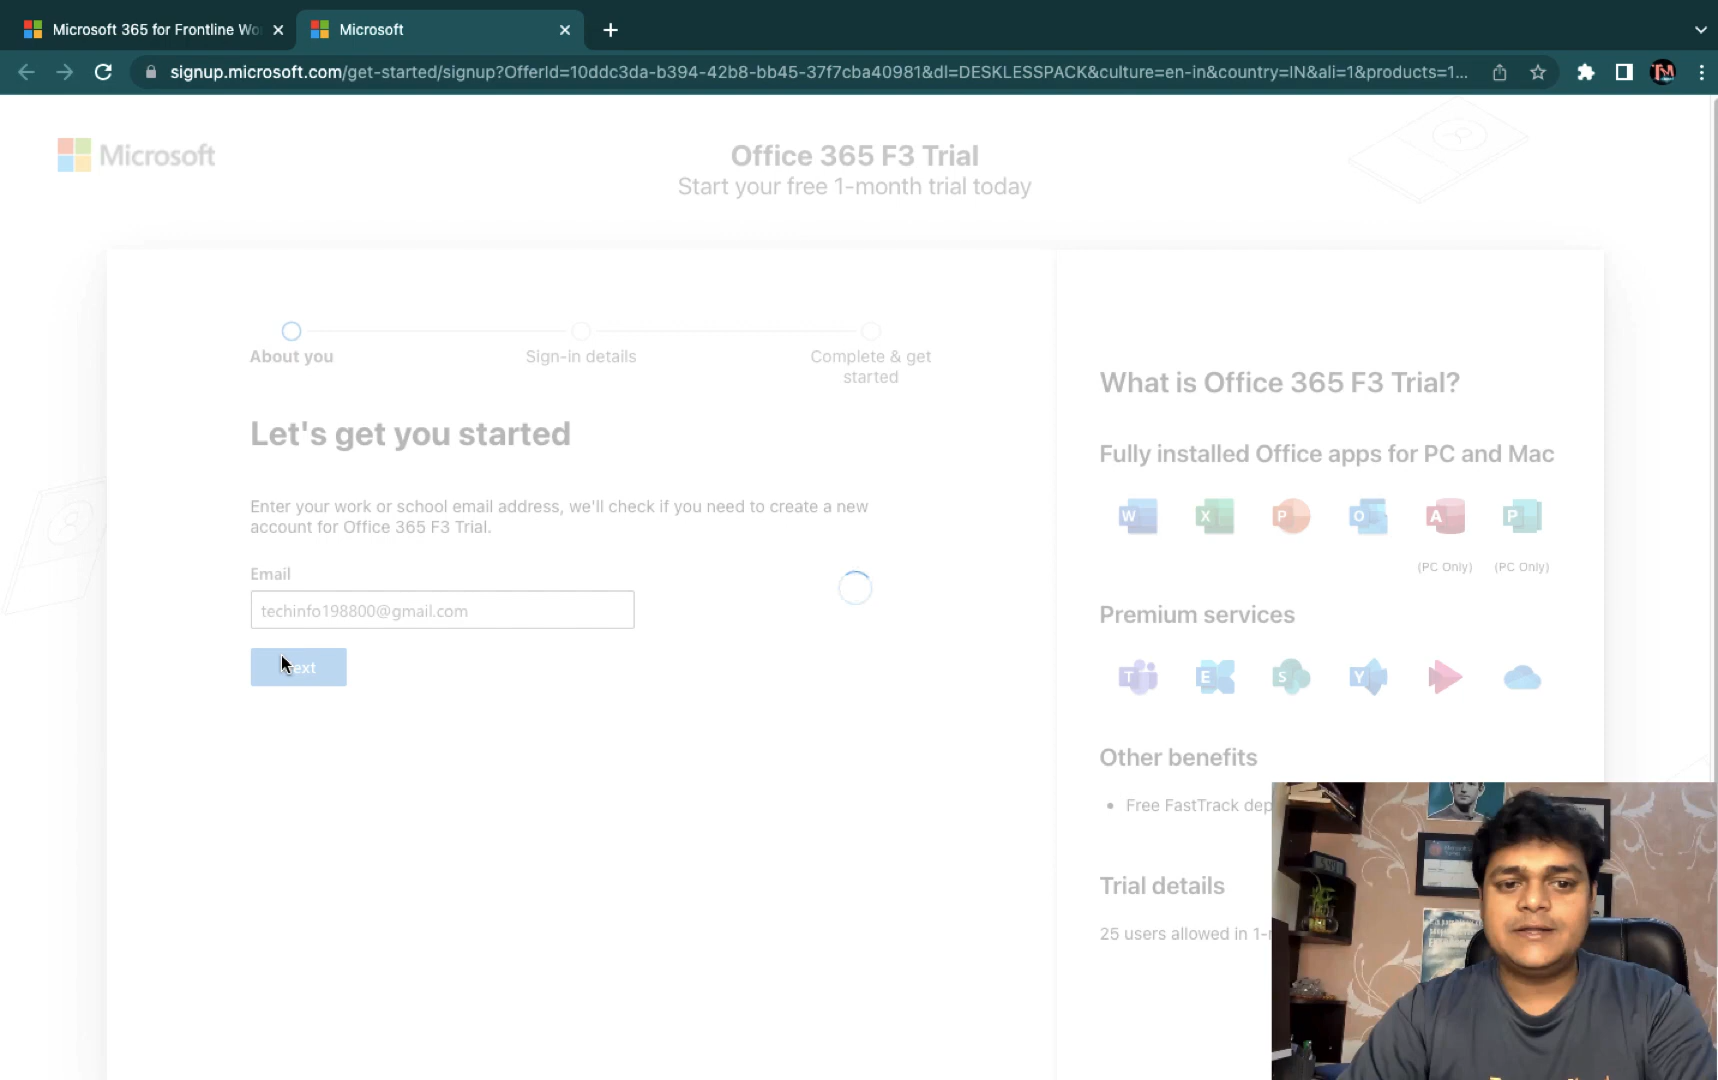 Microsoft 365 for Frontline Wo
Microsoft
signup.microsoft.com/get-started/signup?OfferId=10ddc3da-b394-42b8-bb45-37f7cba40981&dl=DESKLESSPACK&culture=en-in&country=IN&ali=1&products=1...
Microsoft
Office 365 F3 Trial
Start your free 1-month trial today
About you
Sign-in details
Complete & get
started
Let's get you started
Enter your work or school email address, we'll check if you need to create a new
account for Office 365 F3 Trial.
Email
techinfo198800@gmail.com
Next
What is Office 365 F3 Trial?
Fully installed Office apps for PC and Mac
W X P O A P
(PC Only) (PC Only)
Premium services
T E S Y
Other benefits
• Free FastTrack dep
Trial details
25 users allowed in 1-